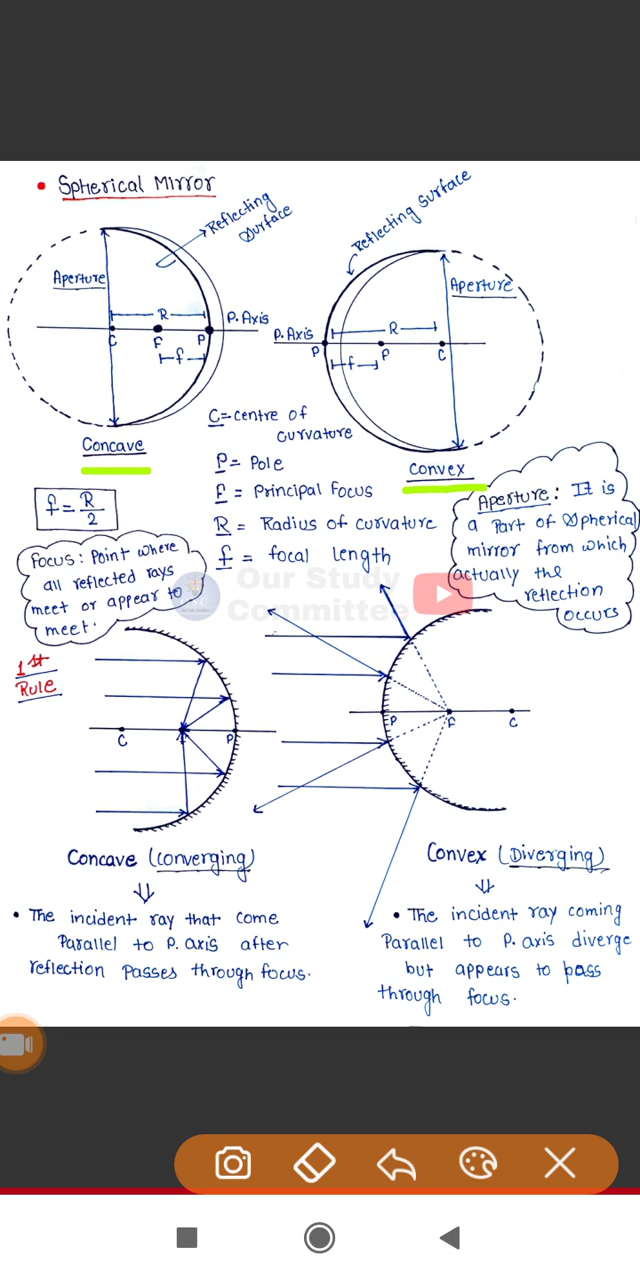 • Spherical Mirror
Reflecting
Surface
Reflecting Surface
Aperture
Aperture
R
P. Axis
C
F
P
f
P. Axis
R
P
f
P
C
Concave
Convex
f = R/2
C = centre of
curvature
P = Pole
F = Principal focus
R = Radius of curvature
f = focal length
Aperture: It is
a Part of Spherical
mirror from which
actually the
reflection
occurs
Focus: Point where
all reflected rays
meet or appear to
meet.
Our Study
Committee
1st
Rule
C
F
P
P
F
C
Concave (converging)
• The incident ray that come
Parallel to P. axis after
reflection passes through focus.
Convex (Diverging)
• The incident ray coming
Parallel to P. axis diverge
but appears to pass
through focus.